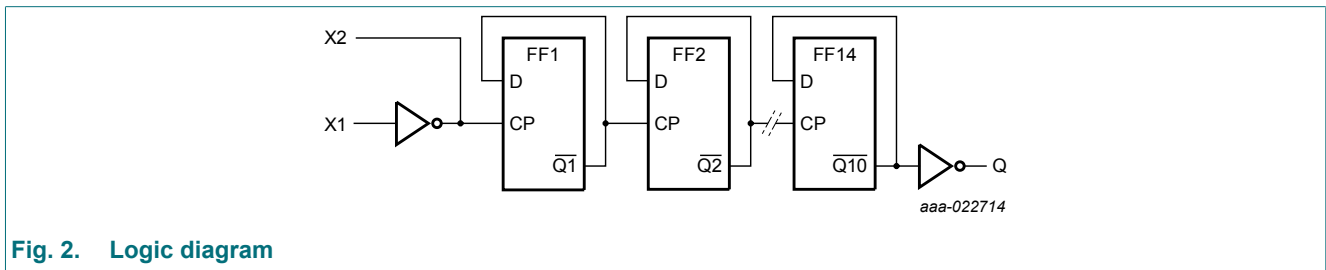 X2
X1
FF1
D
CP
Q1
FF2
D
CP
Q2
FF14
D
CP
Q10
Q
aaa-022714
Fig. 2. Logic diagram